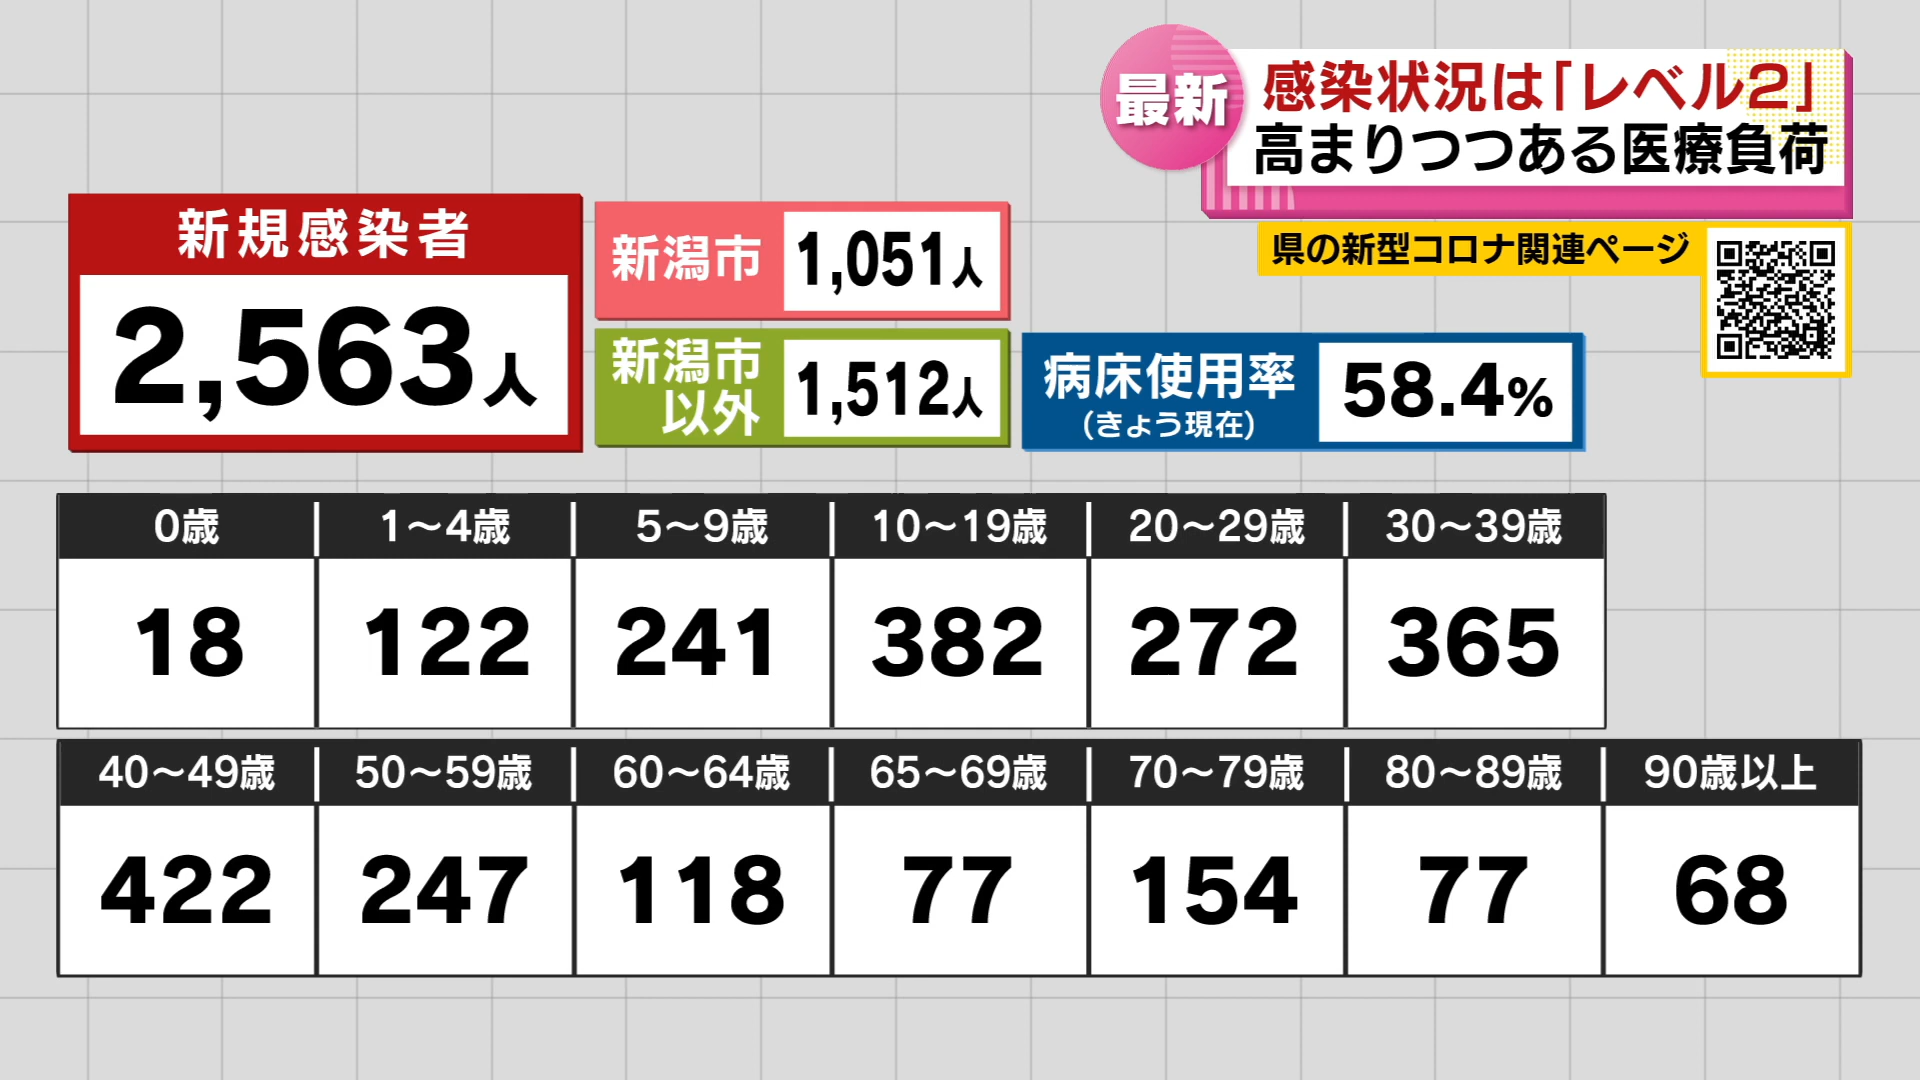 最新
感染状況は「レベル2」
高まりつつある医療負荷
県の新型コロナ関連ページ
新規感染者
2,563人
新潟市
1,051人
新潟市
以外
1,512人
病床使用率
(きょう現在)
58.4%
0歳 1〜4歳 5〜9歳 10〜19歳 20〜29歳 30〜39歳
18 122 241 382 272 365
40〜49歳 50〜59歳 60〜64歳 65〜69歳 70〜79歳 80〜89歳 90歳以上
422 247 118 77 154 77 68